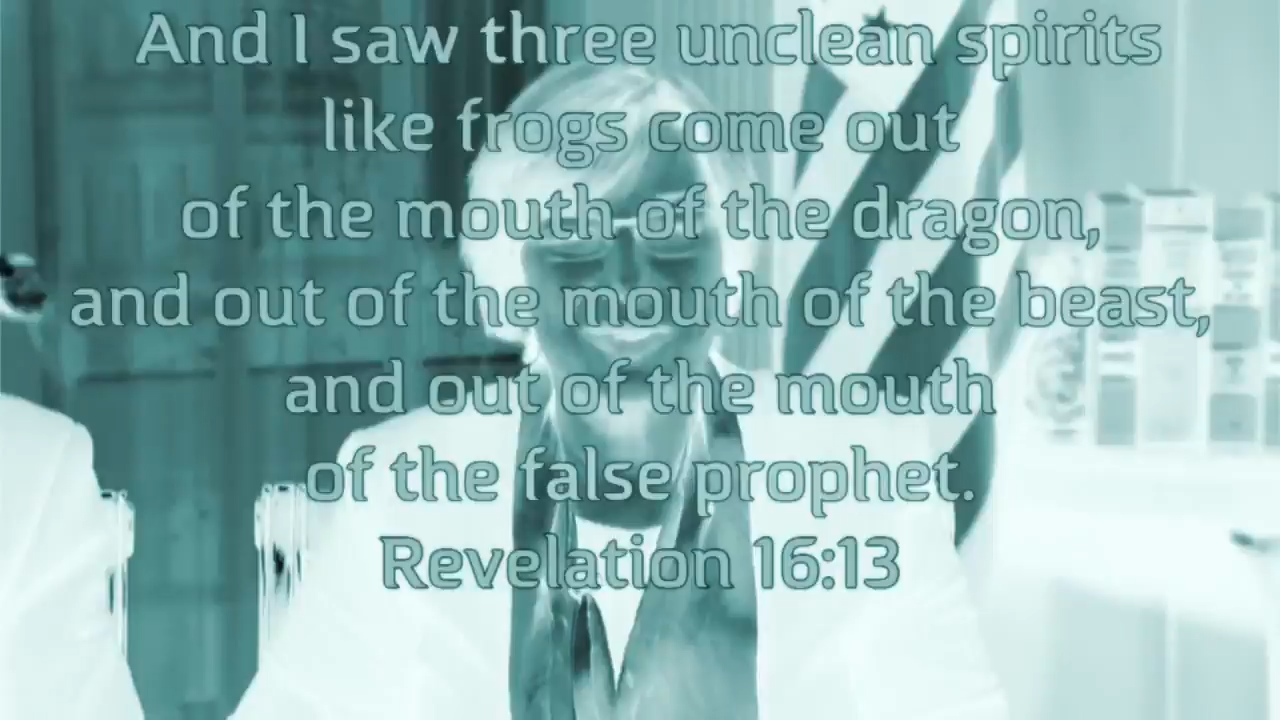 And I saw three unclean spirits
like frogs come out
of the mouth of the dragon,
and out of the mouth of the beast,
and out of the mouth
of the false prophet.
Revelation 16:13